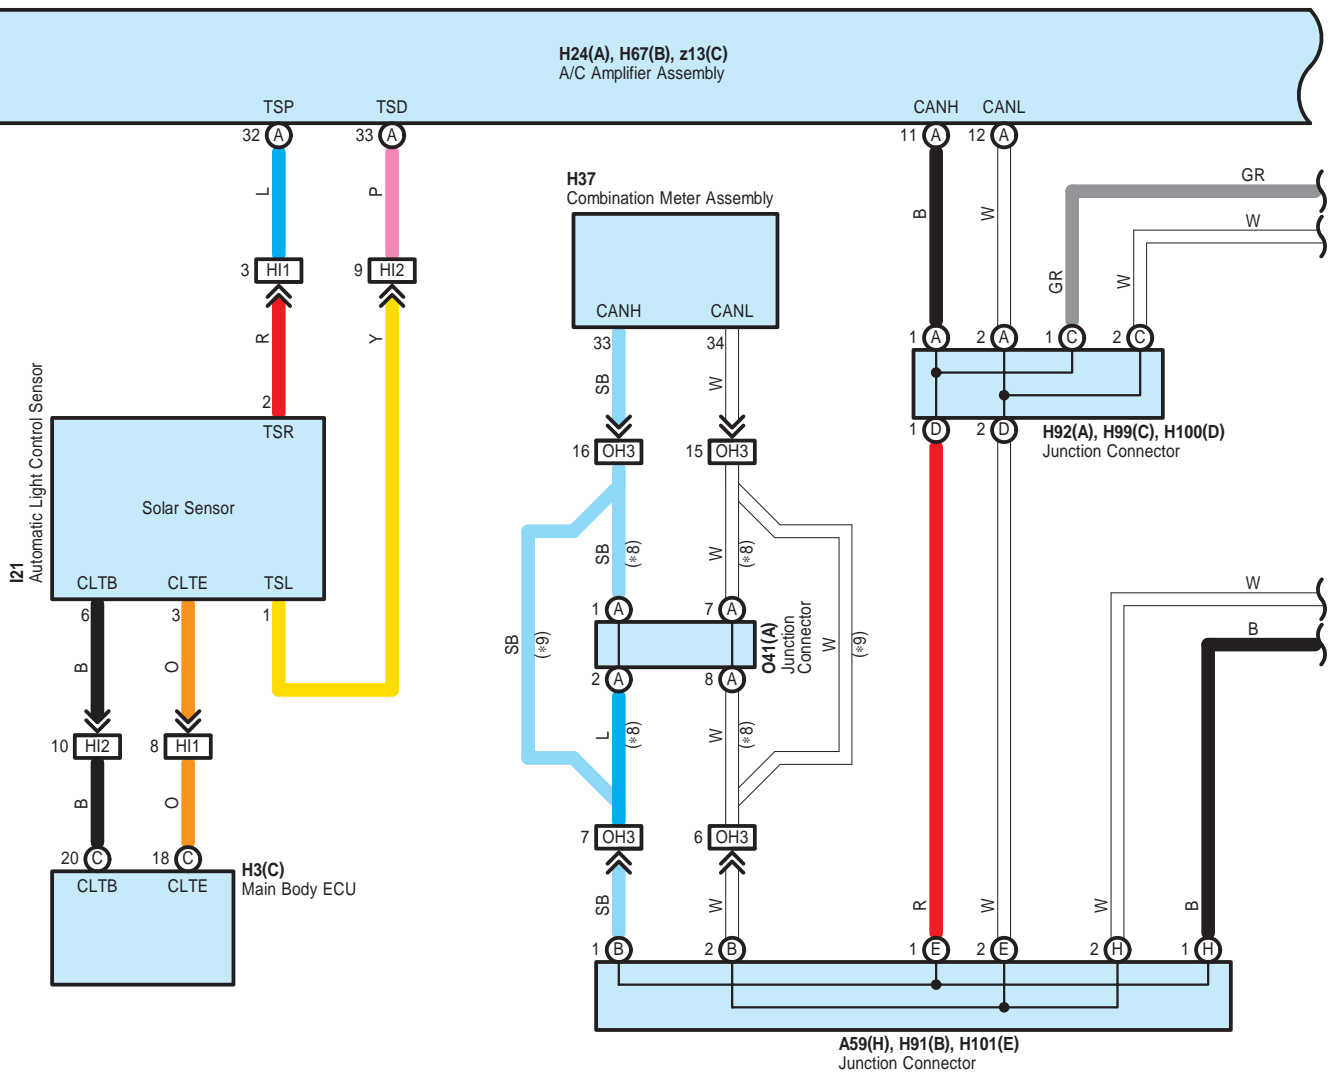 H24(A), H67(B), z13(C)
A/C Amplifier Assembly
TSP
TSD
CANH
CANL
32 A
33 A
11 A
12 A
L
P
B
W
GR
W
H37
Combination Meter Assembly
3 HI1
9 HI2
GR
W
CANH
CANL
33
34
R
Y
1 A
2 A
1 C
2 C
SB
W
2
TSR
H92(A), H99(C), H100(D)
Junction Connector
1 D
2 D
16 OH3
15 OH3
I21
Automatic Light Control Sensor
Solar Sensor
SB
(*8)
W
(*8)
CLTB
CLTE
TSL
6
3
1
W
B
1 A
7 A
O41(A)
Junction
Connector
SB
(*9)
W
(*9)
B
O
2 A
8 A
L
(*8)
W
(*8)
10 HI2
8 HI1
B
O
7 OH3
6 OH3
20 C
18 C
H3(C)
Main Body ECU
CLTB
CLTE
SB
W
R
W
W
B
1 B
2 B
1 E
2 E
2 H
1 H
A59(H), H91(B), H101(E)
Junction Connector